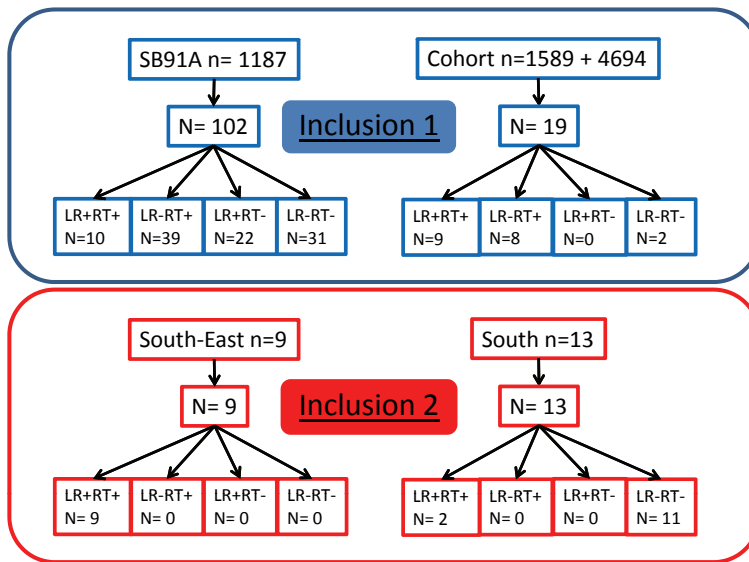 SB91A n= 1187
Cohort n=1589 + 4694
N= 102
Inclusion 1
N= 19
LR+RT+
N=10
LR-RT+
N=39
LR+RT-
N=22
LR-RT-
N=31
LR+RT+
N=9
LR-RT+
N=8
LR+RT-
N=0
LR-RT-
N=2
South-East n=9
South n=13
N= 9
Inclusion 2
N= 13
LR+RT+
N= 9
LR-RT+
N= 0
LR+RT-
N= 0
LR-RT-
N= 0
LR+RT+
N= 2
LR-RT+
N= 0
LR+RT-
N= 0
LR-RT-
N= 11